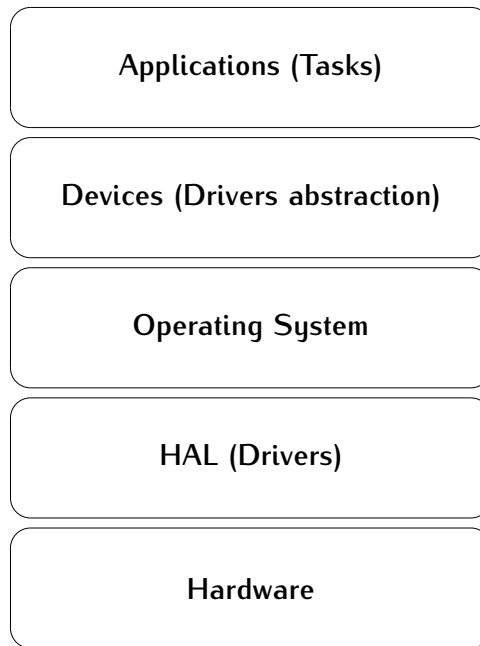 Applications (Tasks)
Devices (Drivers abstraction)
Operating System
HAL (Drivers)
Hardware